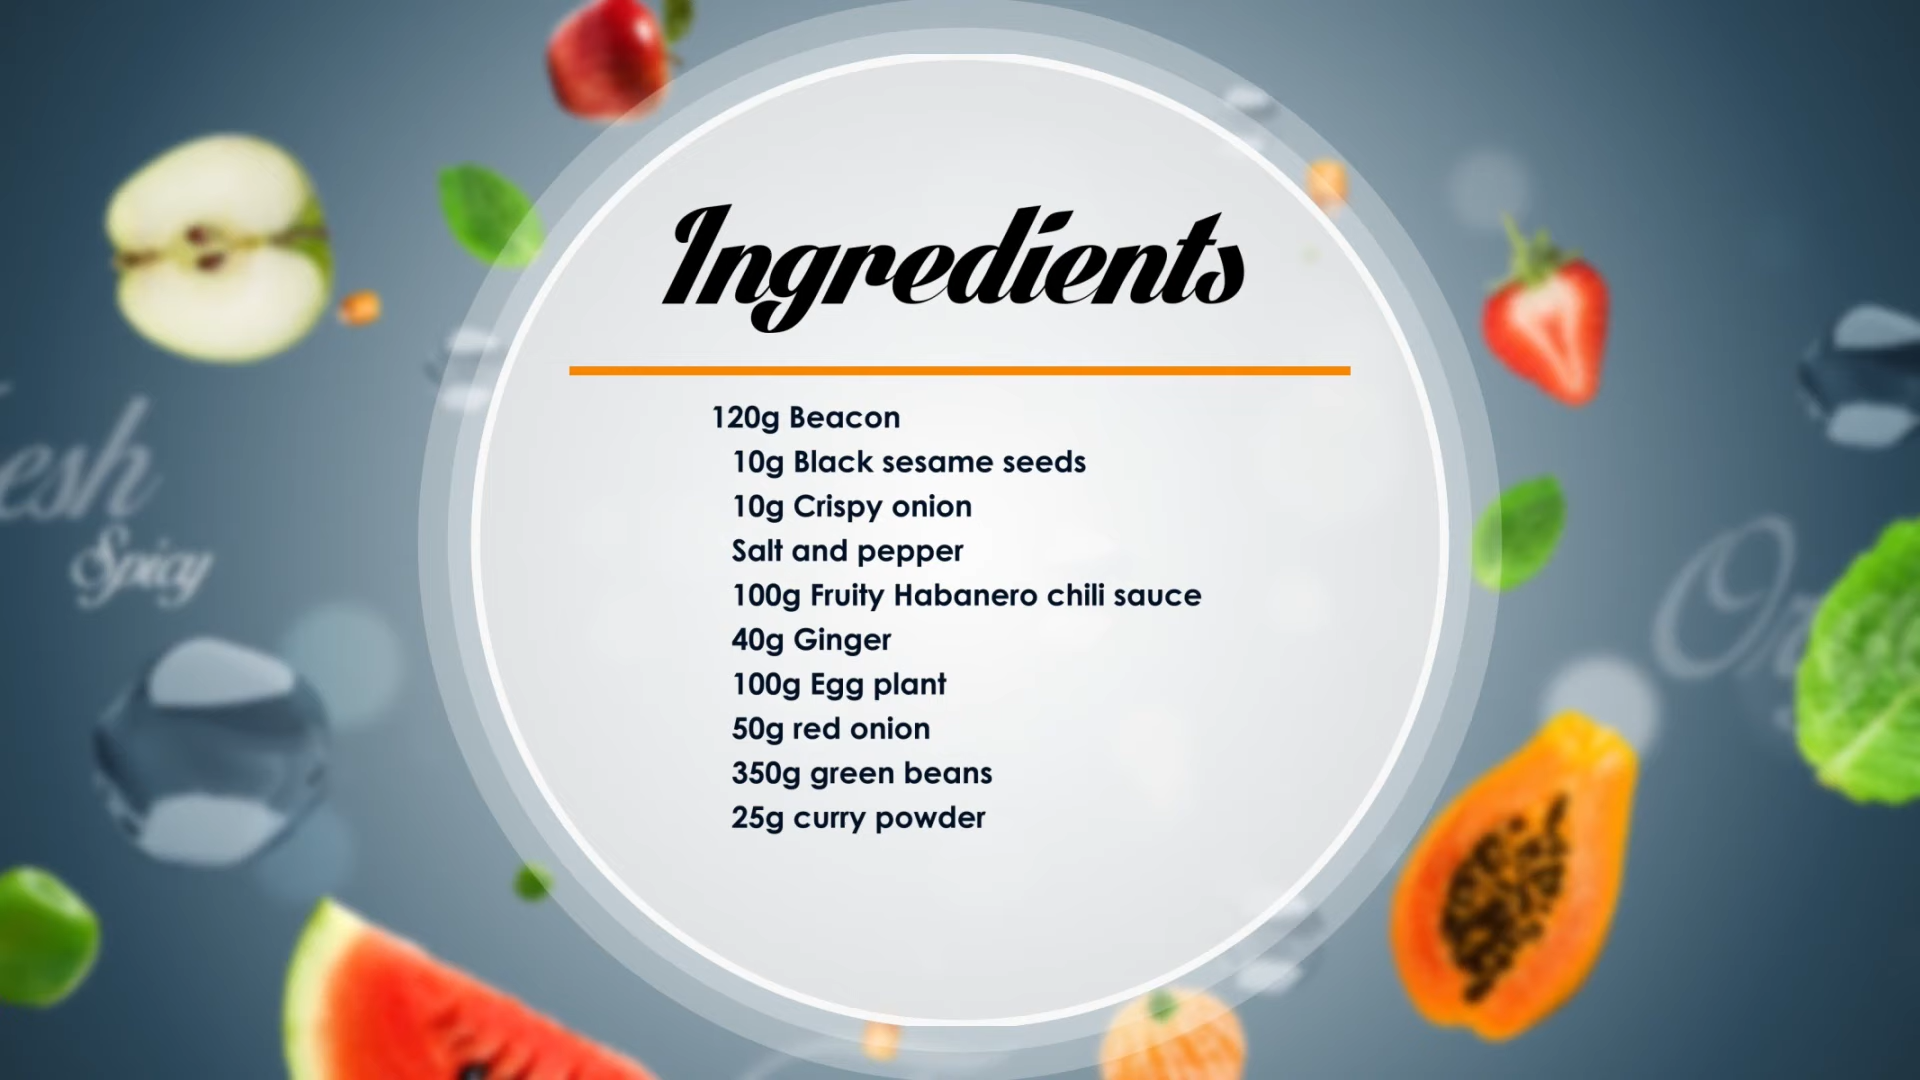 Ingredients
120g Beacon
10g Black sesame seeds
10g Crispy onion
Salt and pepper
100g Fruity Habanero chili sauce
40g Ginger
100g Egg plant
50g red onion
350g green beans
25g curry powder
esh
Spicy